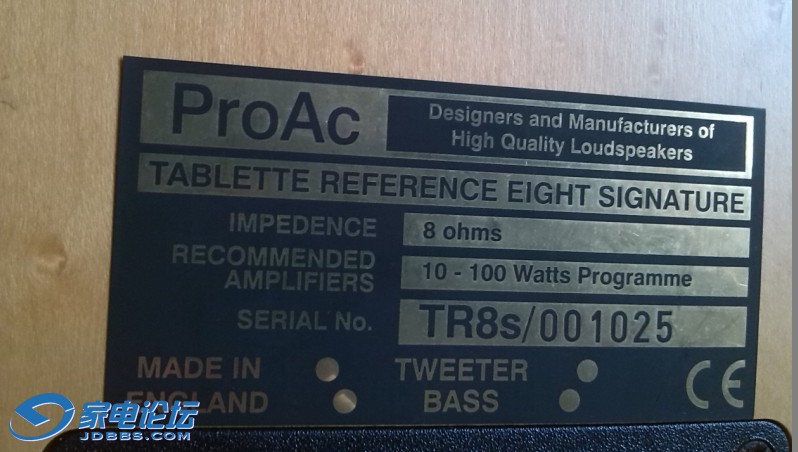 ProAc
Designers and Manufacturers of
High Quality Loudspeakers
TABLETTE REFERENCE EIGHT SIGNATURE
IMPEDENCE 8 ohms
RECOMMENDED
AMPLIFIERS 10 - 100 Watts Programme
SERIAL No. TR8s/001025
MADE IN
ENGLAND
TWEETER
BASS
CE
家电论坛
JDBBS.COM